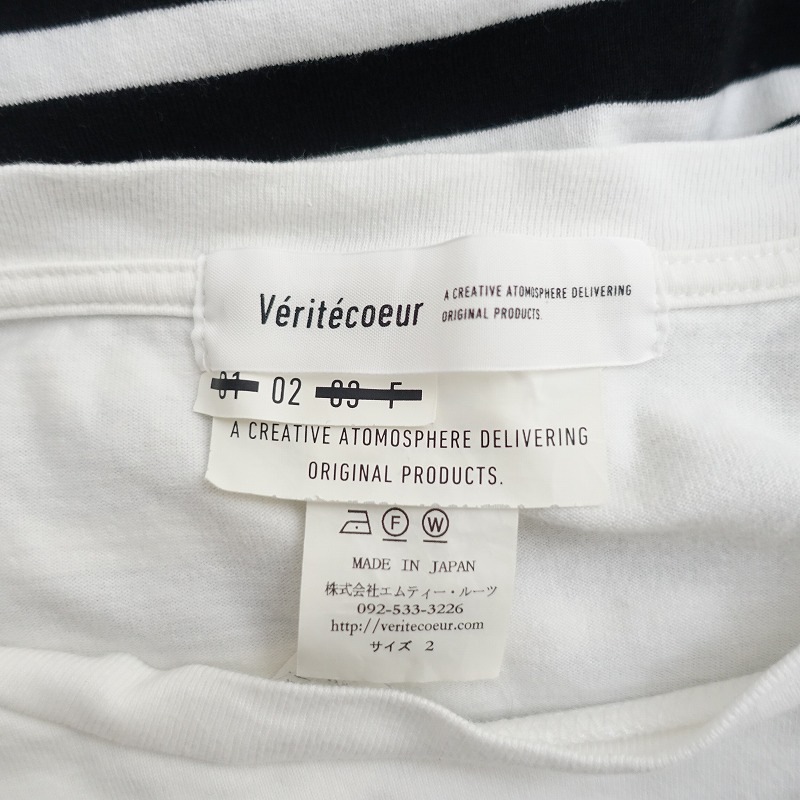 Véritécoeur
A CREATIVE ATOMOSPHERE DELIVERING
ORIGINAL PRODUCTS.
01 02 03 F
A CREATIVE ATOMOSPHERE DELIVERING
ORIGINAL PRODUCTS.
F W
MADE IN JAPAN
株式会社エムティー・ルーツ
092-533-3226
http://veritecoeur.com
サイズ 2